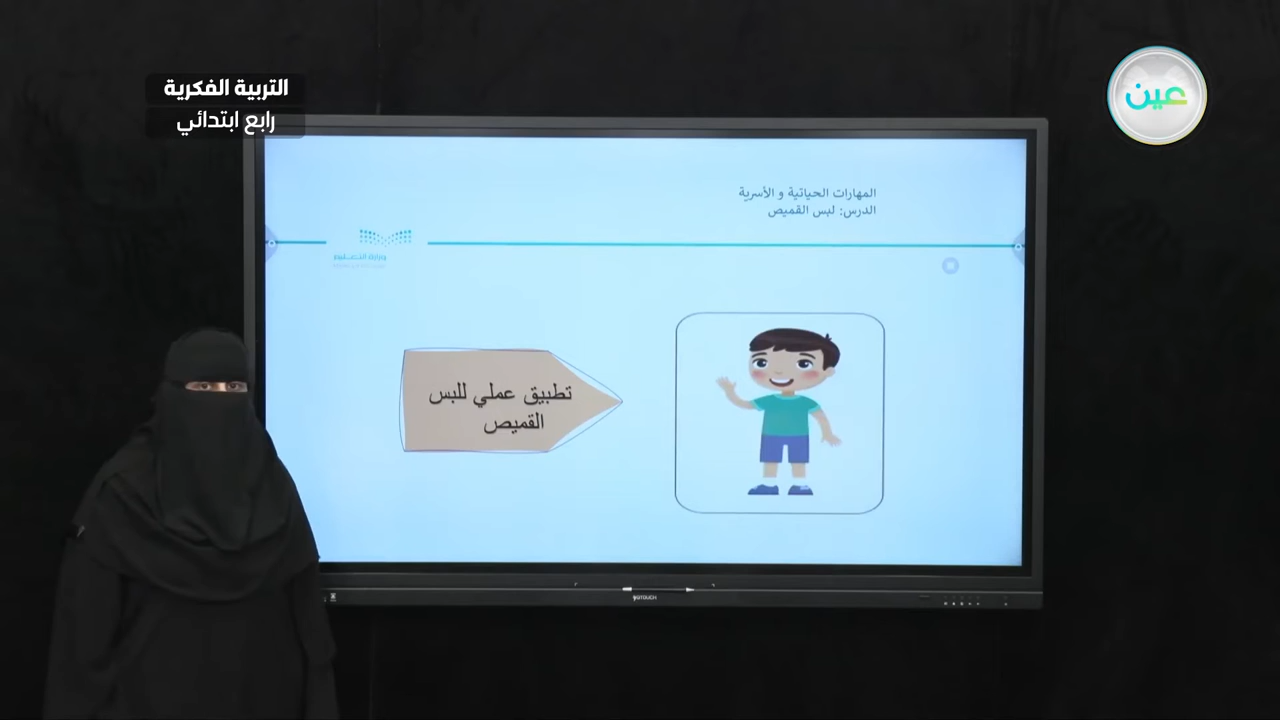 التربية الفكرية
رابع ابتدائي
عين
المهارات الحياتية و الأسرية
الدرس: لبس القميص
وزارة التعليم
تطبيق عملي للبس
القميص